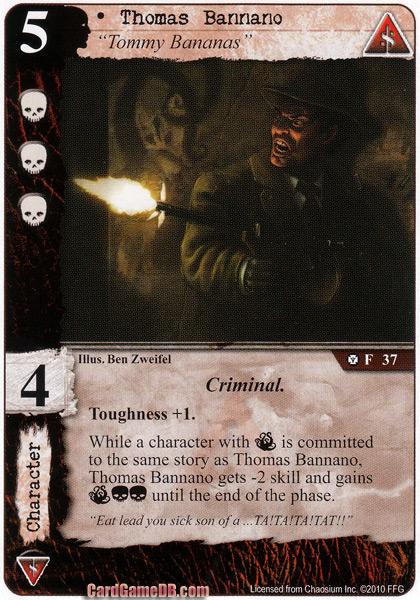 5
• Thomas Bannano
“Tommy Bananas”
Illus. Ben Zweifel
F 37
4
Criminal.
Toughness +1.
While a character with is committed
to the same story as Thomas Bannano,
Thomas Bannano gets -2 skill and gains
until the end of the phase.
“Eat lead you sick son of a ...TA!TA!TA!TAT!!”
Character
CardGameDB.com
Licensed from Chaosium Inc. ©2010 FFG